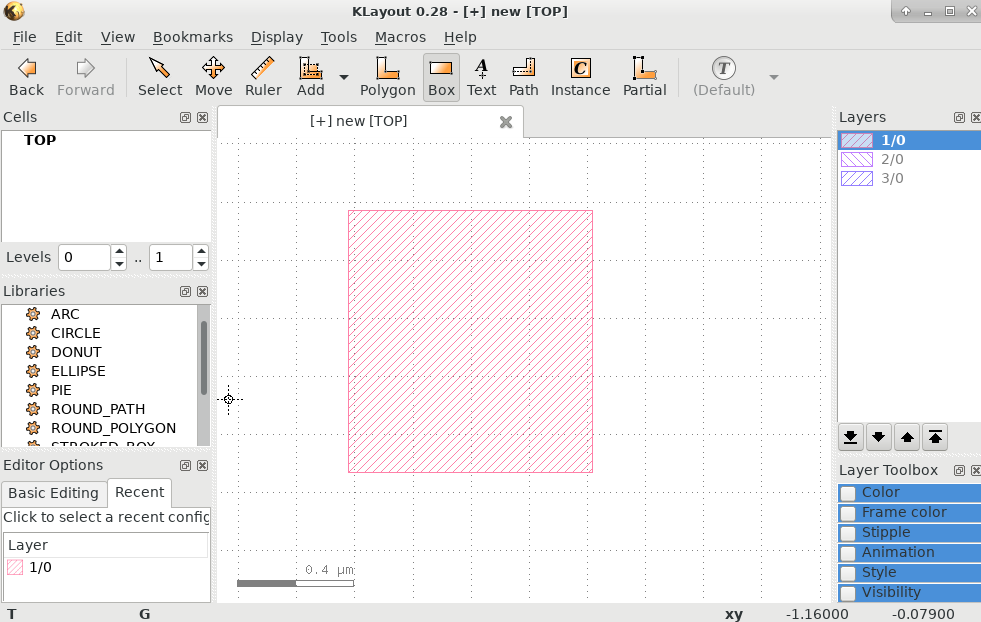 KLayout 0.28 - [+] new [TOP]
File Edit View Bookmarks Display Tools Macros Help
Back Forward Select Move Ruler Add Polygon Box Text Path Instance Partial (Default)
Cells
TOP
Levels 0 .. 1
Libraries
ARC
CIRCLE
DONUT
ELLIPSE
PIE
ROUND_PATH
ROUND_POLYGON
STROKED_BOX
Editor Options
Basic Editing Recent
Click to select a recent config
Layer
1/0
[+] new [TOP]
0.4 µm
Layers
1/0
2/0
3/0
Layer Toolbox
Color
Frame color
Stipple
Animation
Style
Visibility
T G xy -1.16000 -0.07900